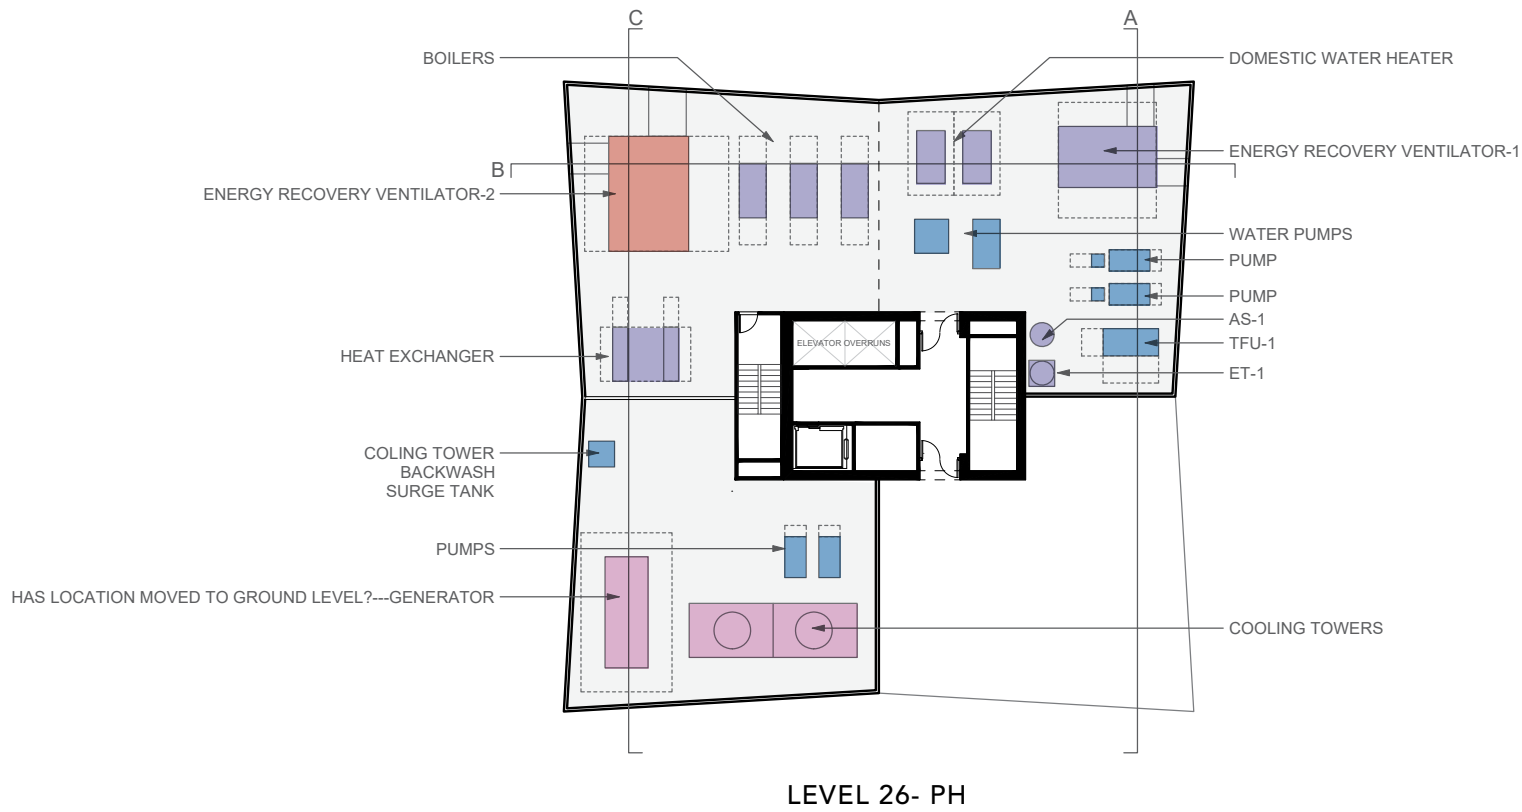 C
A
BOILERS
DOMESTIC WATER HEATER
ENERGY RECOVERY VENTILATOR-1
B
ENERGY RECOVERY VENTILATOR-2
WATER PUMPS
PUMP
PUMP
AS-1
ELEVATOR OVERRUNS
TFU-1
HEAT EXCHANGER
ET-1
COLING TOWER
BACKWASH
SURGE TANK
PUMPS
HAS LOCATION MOVED TO GROUND LEVEL?---GENERATOR
COOLING TOWERS
LEVEL 26- PH